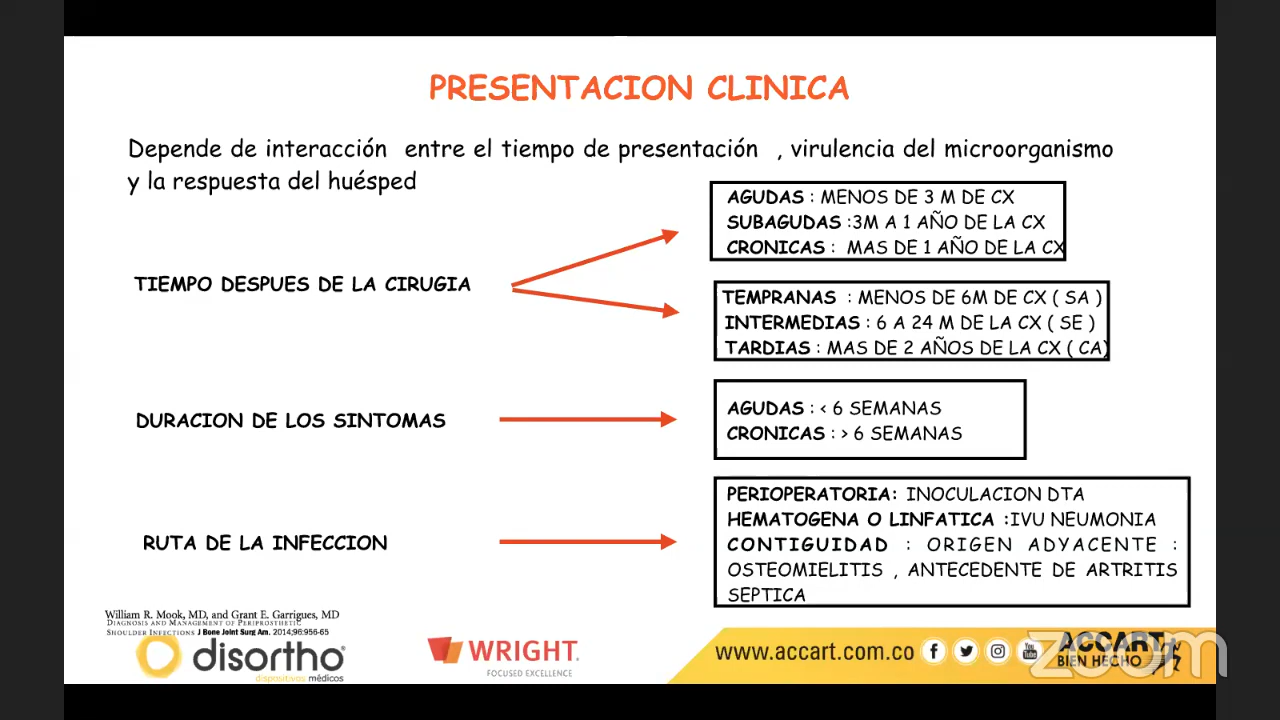 PRESENTACION CLINICA
Depende de interacción entre el tiempo de presentación , virulencia del microorganismo
y la respuesta del huésped
TIEMPO DESPUES DE LA CIRUGIA
AGUDAS : MENOS DE 3 M DE CX
SUBAGUDAS :3M A 1 AÑO DE LA CX
CRONICAS : MAS DE 1 AÑO DE LA CX
TEMPRANAS : MENOS DE 6M DE CX ( SA )
INTERMEDIAS : 6 A 24 M DE LA CX ( SE )
TARDIAS : MAS DE 2 AÑOS DE LA CX ( CA)
DURACION DE LOS SINTOMAS
AGUDAS : < 6 SEMANAS
CRONICAS : > 6 SEMANAS
RUTA DE LA INFECCION
PERIOPERATORIA: INOCULACION DTA
HEMATOGENA O LINFATICA :IVU NEUMONIA
CONTIGUIDAD : ORIGEN ADYACENTE :
OSTEOMIELITIS , ANTECEDENTE DE ARTRITIS
SEPTICA
William R. Mook, MD, and Grant E. Garrigues, MD
DIAGNOSIS AND MANAGEMENT OF PERIPROSTHETIC
SHOULDER INFECTIONS J Bone Joint Surg Am. 2014;96:956-65
disortho
dispositivos médicos
WRIGHT.
FOCUSED EXCELLENCE
www.accart.com.co
You Tube
ACCART
BIEN HECHO
zoom